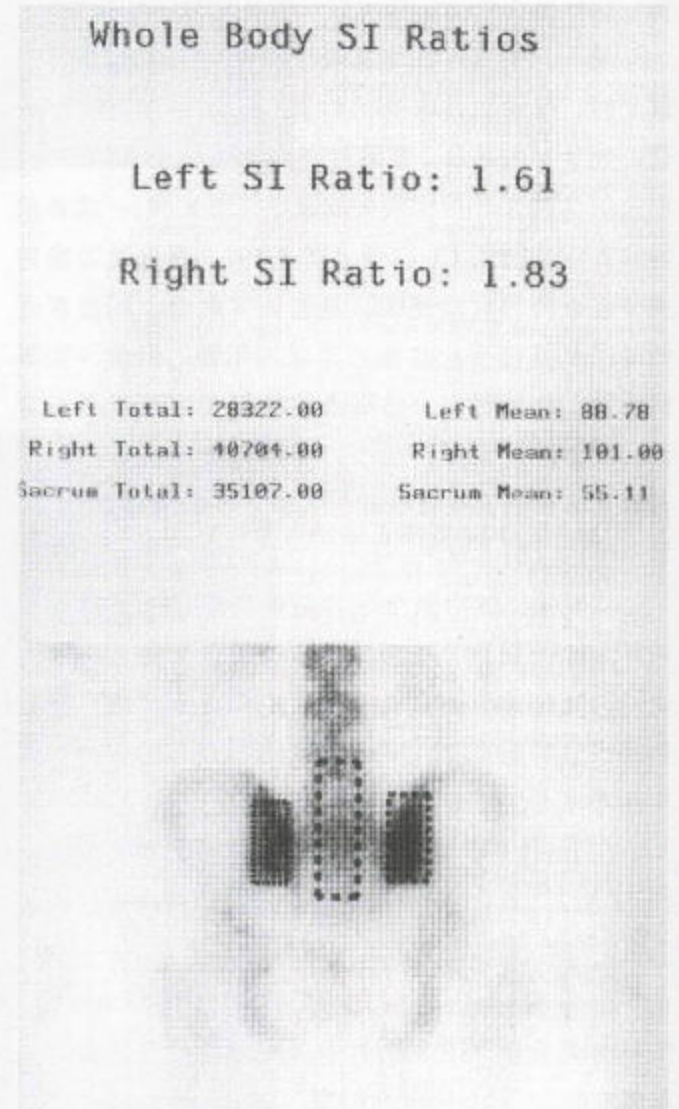 Whole Body SI Ratios
Left SI Ratio: 1.61
Right SI Ratio: 1.83
Left Total: 28322.00 Left Mean: 88.78
Right Total: 40704.00 Right Mean: 101.00
Sacrum Total: 35107.00 Sacrum Mean: 55.11